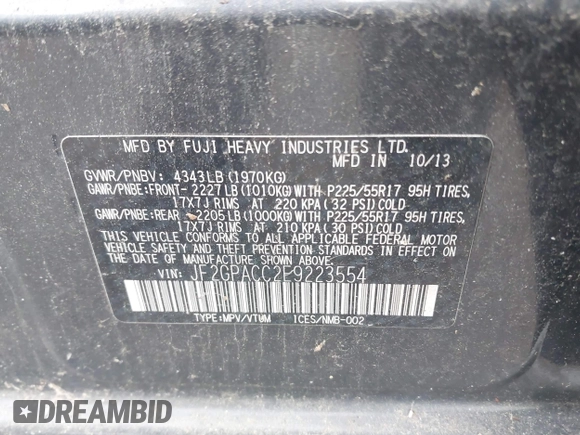 MFD BY FUJI HEAVY INDUSTRIES LTD.
MFD IN 10/13
GVWR/PNBV: 4343LB (1970KG)
GAWR/PNBE:FRONT- 2227LB(1010KG)WITH P225/55R17 95H TIRES,
17X7J RIMS AT 220 KPA(32 PSI)COLD
GAWR/PNBE:REAR -2205LB(1000KG)WITH P225/55R17 95H TIRES,
17X7J RIMS AT 210 KPA(30 PSI)COLD
THIS VEHICLE CONFORMS TO ALL APPLICABLE FEDERAL MOTOR
VEHICLE SAFETY, BUMPER, AND THEFT PREVENTION STANDARDS
IN EFFECT ON THE DATE OF MANUFACTURE SHOWN ABOVE.
VIN: JF2GPACC2E9223554
TYPE:MPV/VTUM ICES/NMB-002
DREAMBID